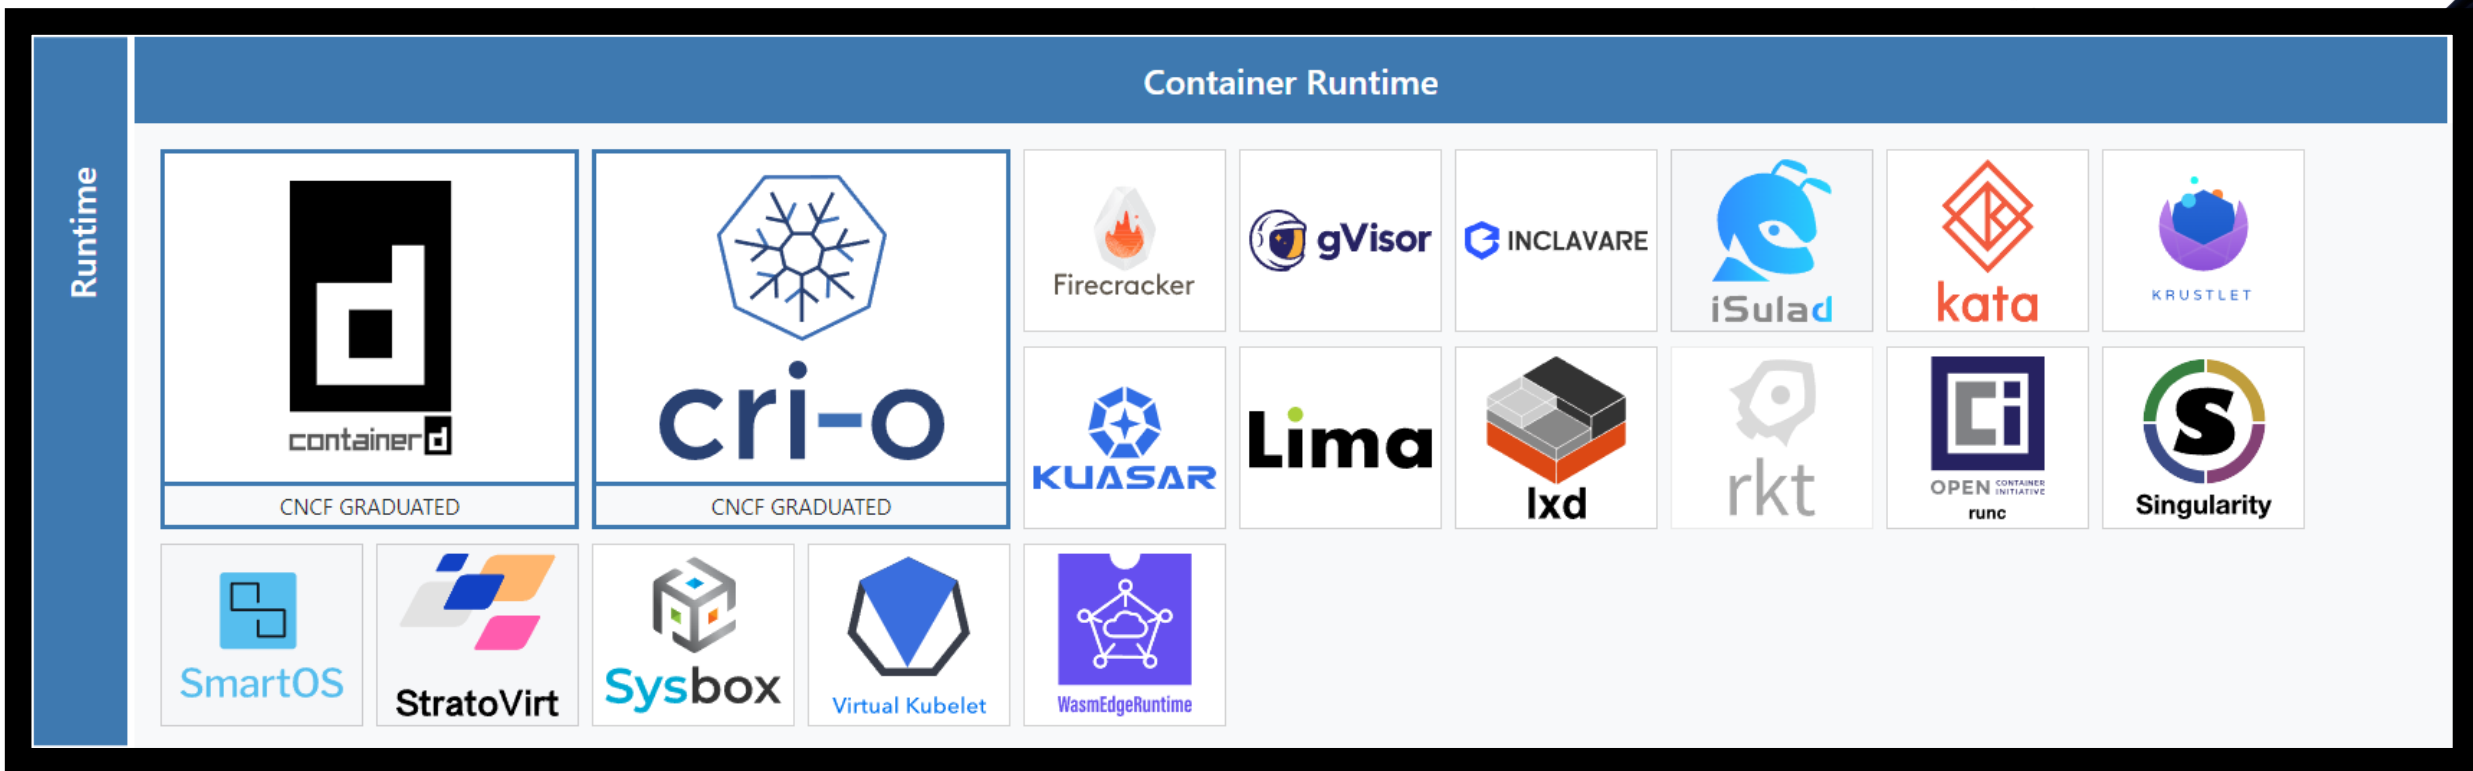 Container Runtime
Runtime
containerd
CNCF GRADUATED
cri-o
CNCF GRADUATED
Firecracker
gVisor
INCLAVARE
iSulad
kata
KRUSTLET
KUASAR
Lima
lxd
rkt
OPEN CONTAINER INITIATIVE
runc
Singularity
SmartOS
StratoVirt
Sysbox
Virtual Kubelet
WasmEdgeRuntime